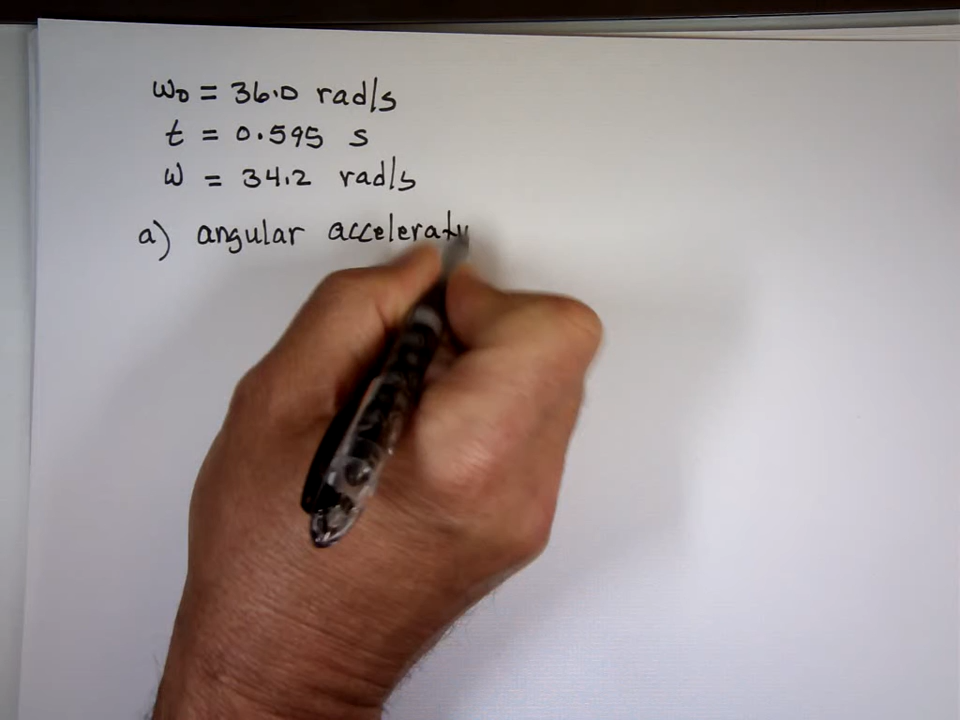 ω₀ = 36.0 rad/s
t = 0.595 s
ω = 34.2 rad/s
a) angular